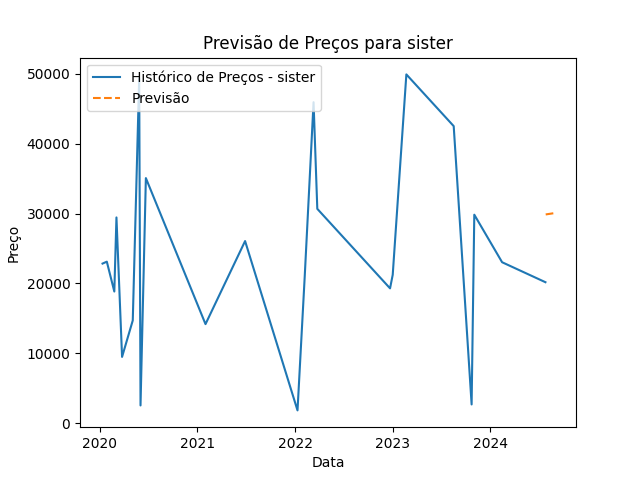 Previsão de Preços para sister
Histórico de Preços - sister
Previsão
50000
40000
30000
20000
10000
0
Preço
2020 2021 2022 2023 2024
Data